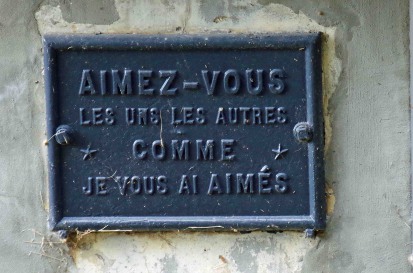 AIMEZ-VOUS
LES UNS LES AUTRES
COMME
JE VOUS AI AIMÉS